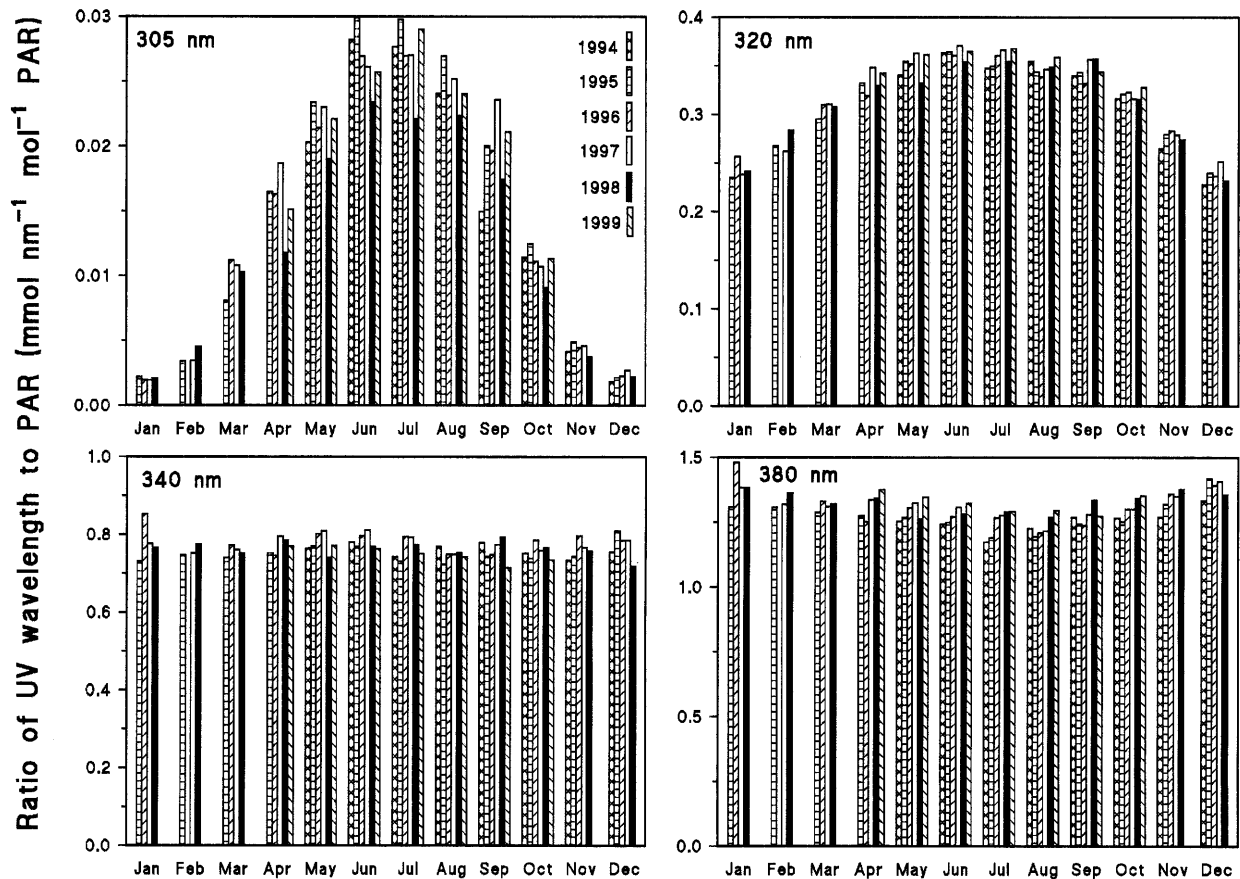 Ratio of UV wavelength to PAR (mmol nm⁻¹ mol⁻¹ PAR)
305 nm
0.03
0.02
0.01
0.00
1994
1995
1996
1997
1998
1999
Jan Feb Mar Apr May Jun Jul Aug Sep Oct Nov Dec
320 nm
0.4
0.3
0.2
0.1
0.0
Jan Feb Mar Apr May Jun Jul Aug Sep Oct Nov Dec
340 nm
1.0
0.8
0.6
0.4
0.2
0.0
Jan Feb Mar Apr May Jun Jul Aug Sep Oct Nov Dec
380 nm
1.5
1.0
0.5
0.0
Jan Feb Mar Apr May Jun Jul Aug Sep Oct Nov Dec